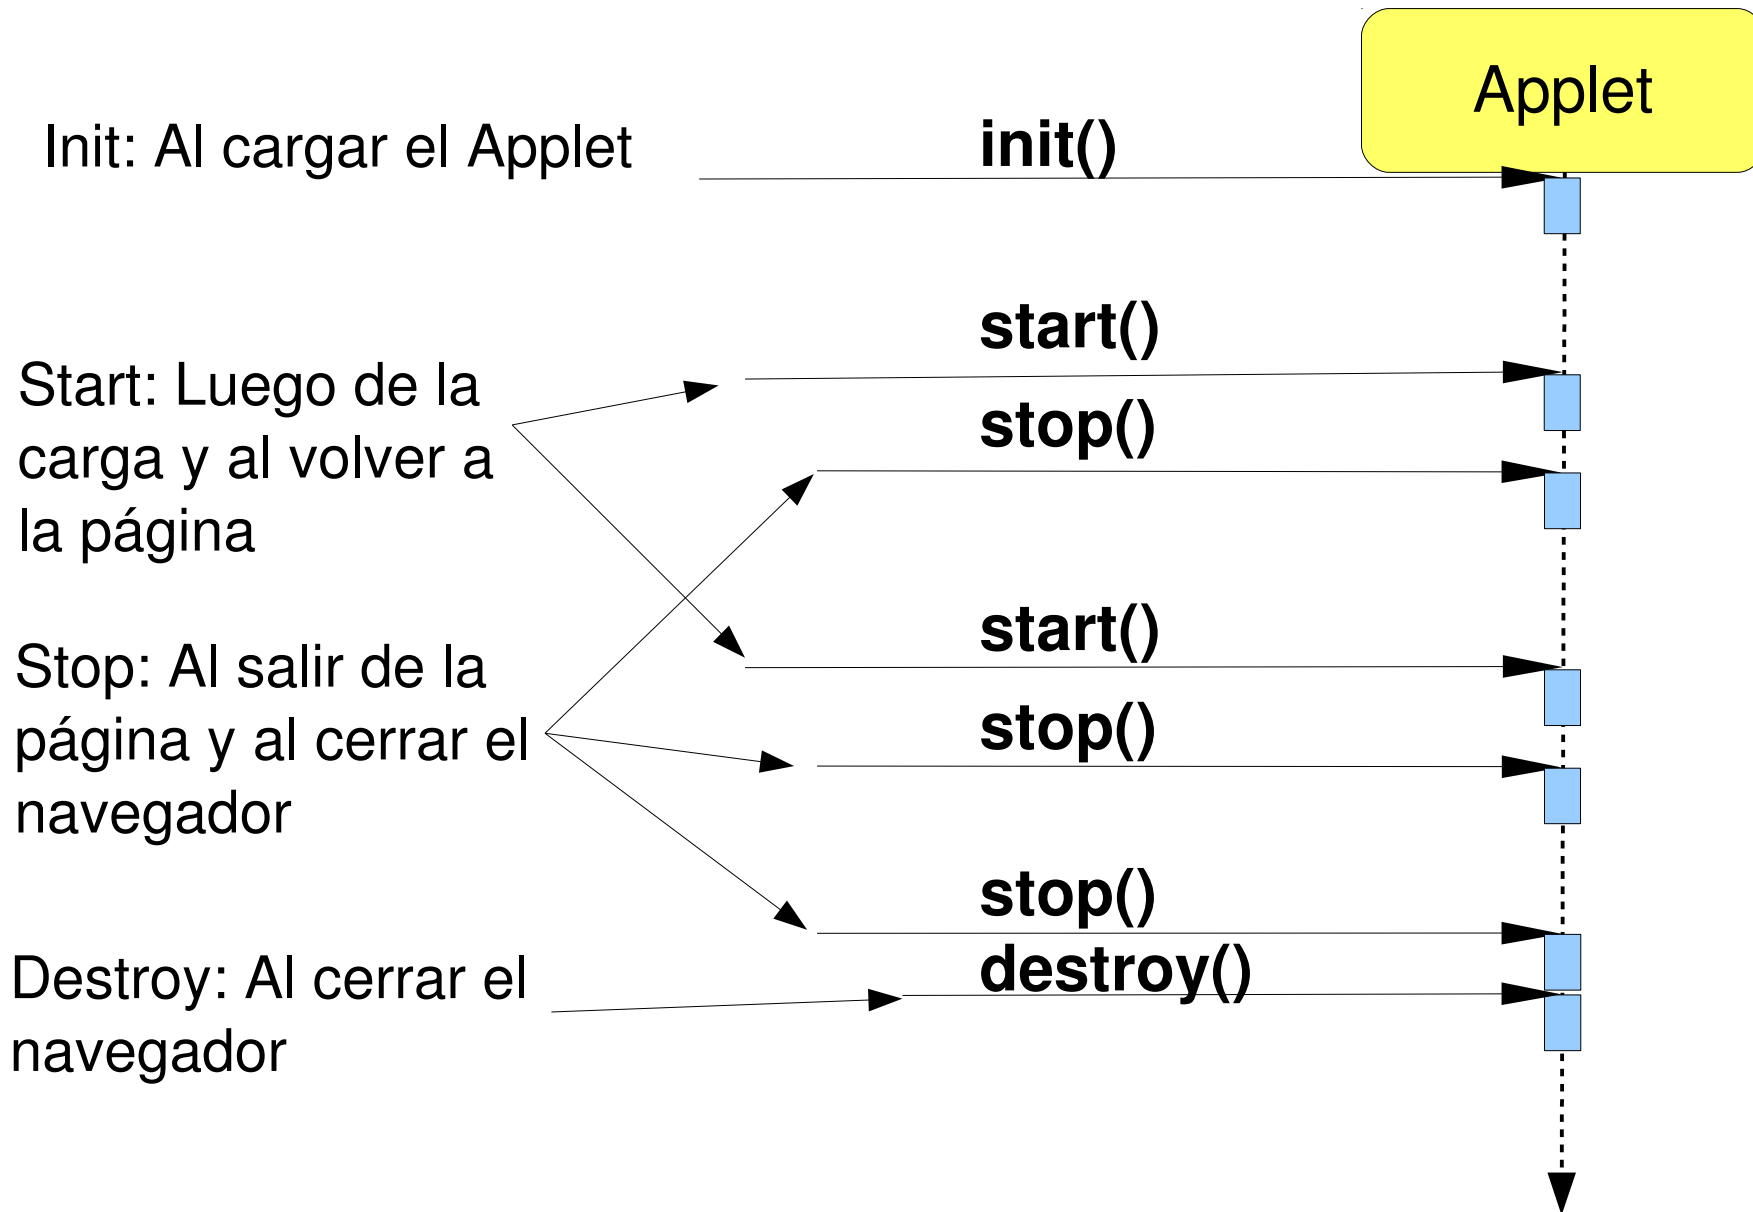 Applet
Init: Al cargar el Applet
init()
start()
Start: Luego de la
carga y al volver a
la página
stop()
start()
Stop: Al salir de la
página y al cerrar el
navegador
stop()
stop()
destroy()
Destroy: Al cerrar el
navegador